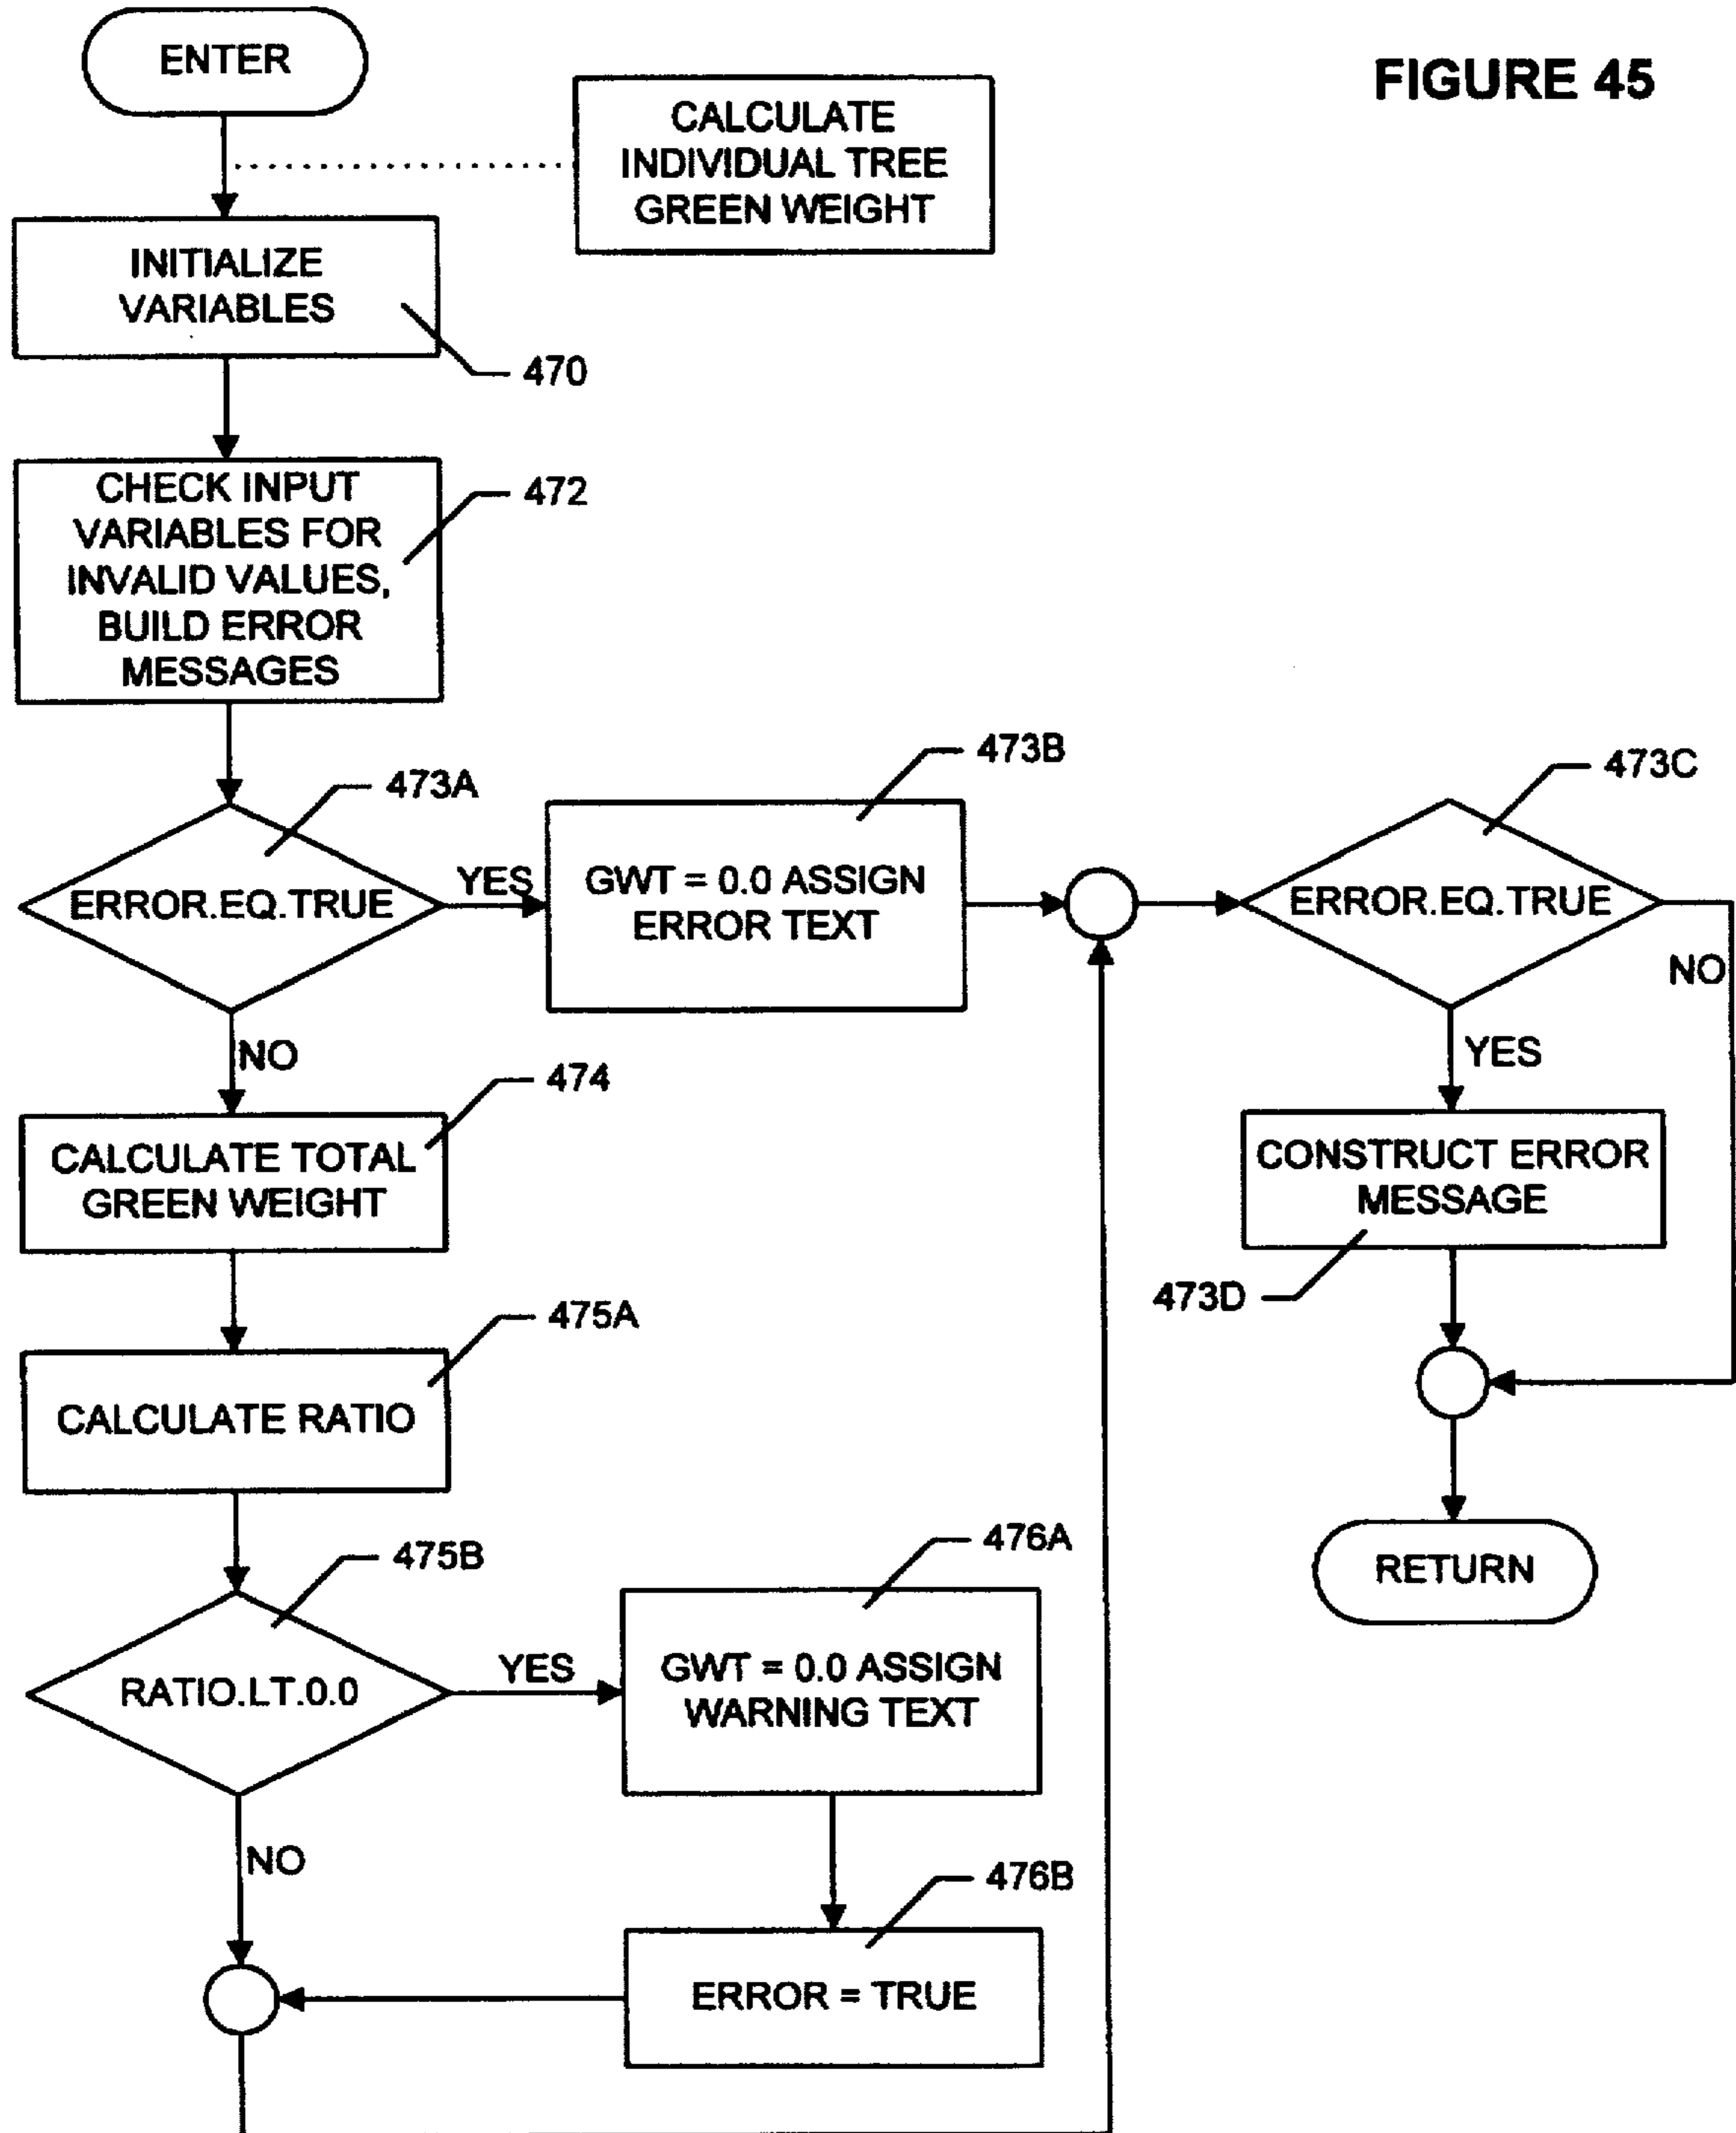 FIGURE 45
ENTER
CALCULATE
INDIVIDUAL TREE
GREEN WEIGHT
INITIALIZE
VARIABLES
470
CHECK INPUT
VARIABLES FOR
INVALID VALUES,
BUILD ERROR
MESSAGES
472
473A
ERROR.EQ.TRUE
YES
473B
GWT = 0.0 ASSIGN
ERROR TEXT
473C
ERROR.EQ.TRUE
NO
YES
CONSTRUCT ERROR
MESSAGE
473D
RETURN
NO
474
CALCULATE TOTAL
GREEN WEIGHT
475A
CALCULATE RATIO
475B
RATIO.LT.0.0
YES
476A
GWT = 0.0 ASSIGN
WARNING TEXT
NO
476B
ERROR = TRUE